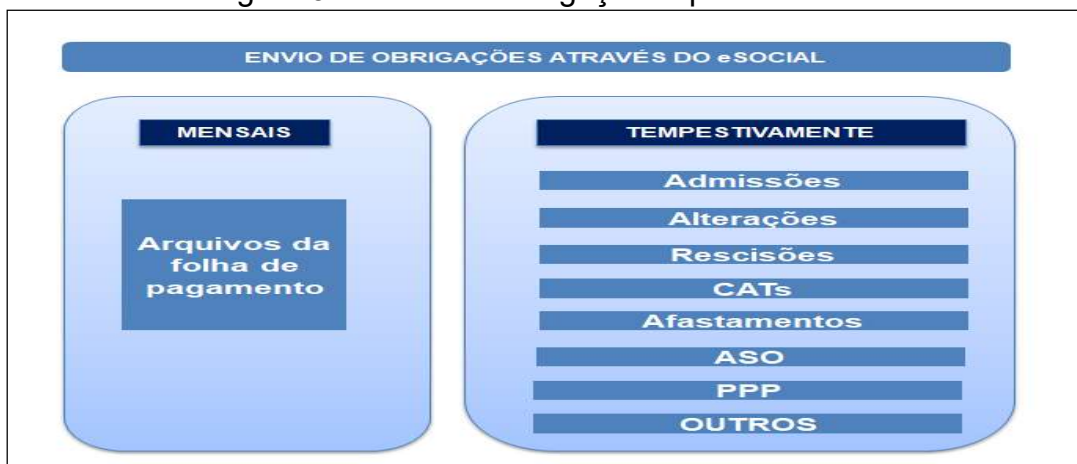 ENVIO DE OBRIGAÇÕES ATRAVÉS DO eSOCIAL
MENSAIS
Arquivos da
folha de
pagamento
TEMPESTIVAMENTE
Admissões
Alterações
Rescisões
CATs
Afastamentos
ASO
PPP
OUTROS